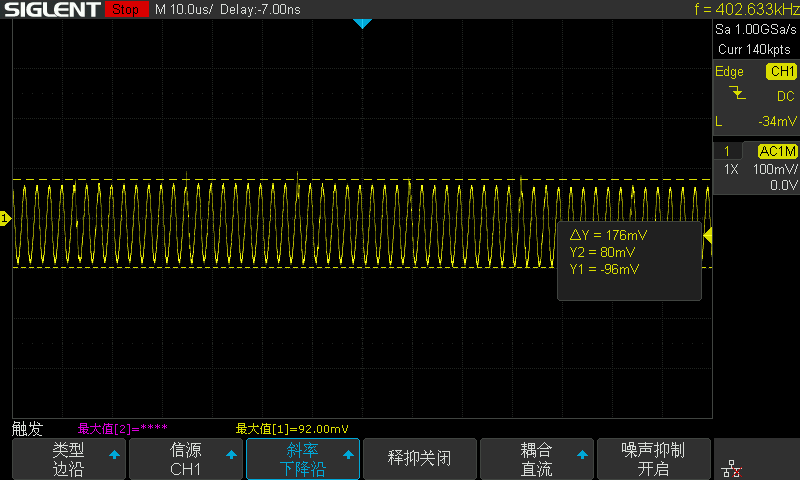 SIGLENT Stop M 10.0us/ Delay:-7.00ns f = 402.633kHz
Sa 1.00GSa/s
Curr 140kpts
Edge CH1
DC
L -34mV
1 AC1M
1X 100mV/
0.0V
1
ΔY = 176mV
Y2 = 80mV
Y1 = -96mV
触发 最大值[2]=**** 最大值[1]=92.00mV
类型 信源 斜率 释抑关闭 耦合 噪声抑制
边沿 CH1 下降沿 直流 开启